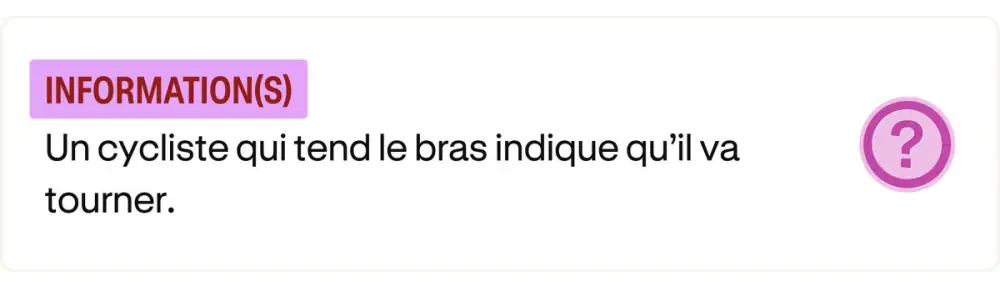 INFORMATION(S)
Un cycliste qui tend le bras indique qu’il va
tourner.
?